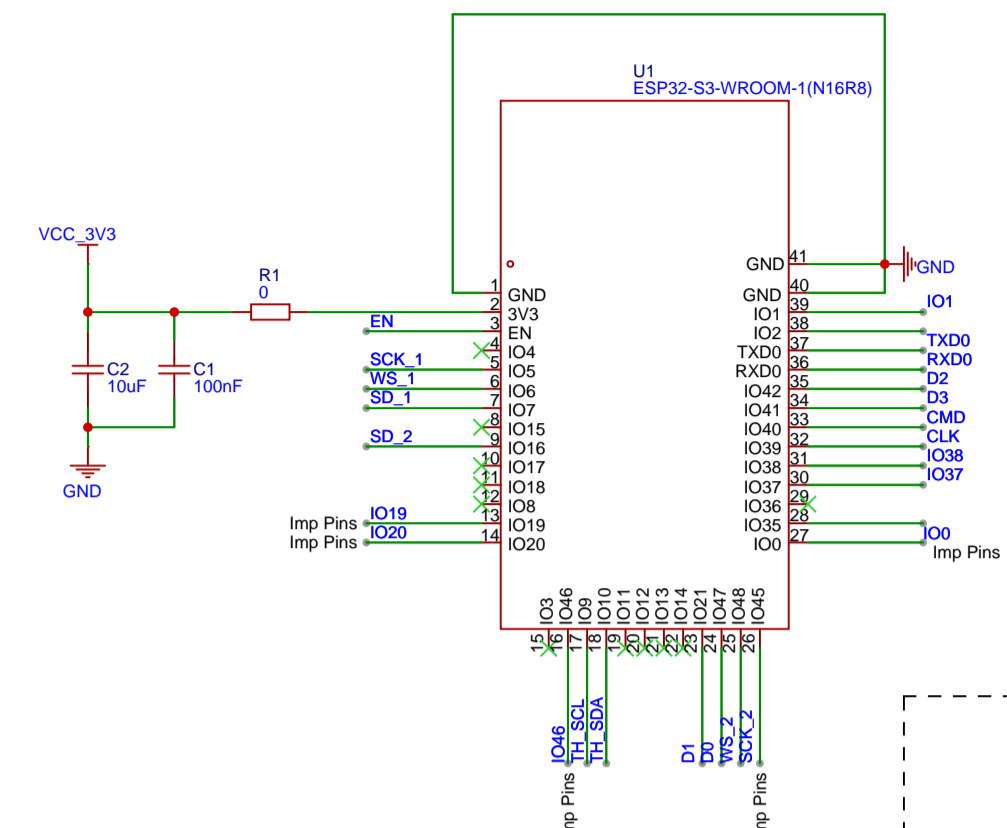 U1
ESP32-S3-WROOM-1(N16R8)
VCC_3V3
R1
0
C2
10uF
C1
100nF
GND
GND
1 GND
2 3V3
EN 3 EN
4 IO4
SCK_1 5 IO5
WS_1 6 IO6
SD_1 7 IO7
8 IO15
SD_2 9 IO16
10 IO17
11 IO18
12 IO8
Imp Pins IO19 13 IO19
Imp Pins IO20 14 IO20
GND 41
GND 40
IO1 39 IO1
IO2 38
TXD0 37 TXD0
RXD0 36 RXD0
IO42 35 D2
IO41 34 D3
IO40 33 CMD
IO39 32 CLK
IO38 31 IO38
IO37 30 IO37
IO36 29
IO35 28
IO0 27 IO0
Imp Pins
IO3 15
IO46 16 IO46
IO9 17 TH_SCL
IO10 18 TH_SDA
IO11 19
IO12 20
IO13 21
IO14 22
IO21 23 D1
IO47 24 D0
IO48 25 WS_2
IO45 26 SCK_2
mp Pins
mp Pins